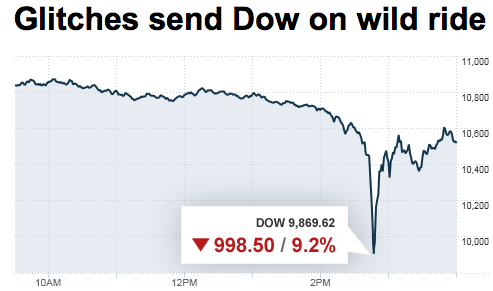 Glitches send Dow on wild ride
11,000
10,800
10,600
10,400
10,200
10,000
DOW 9,869.62
▼ 998.50 / 9.2%
10AM 12PM 2PM